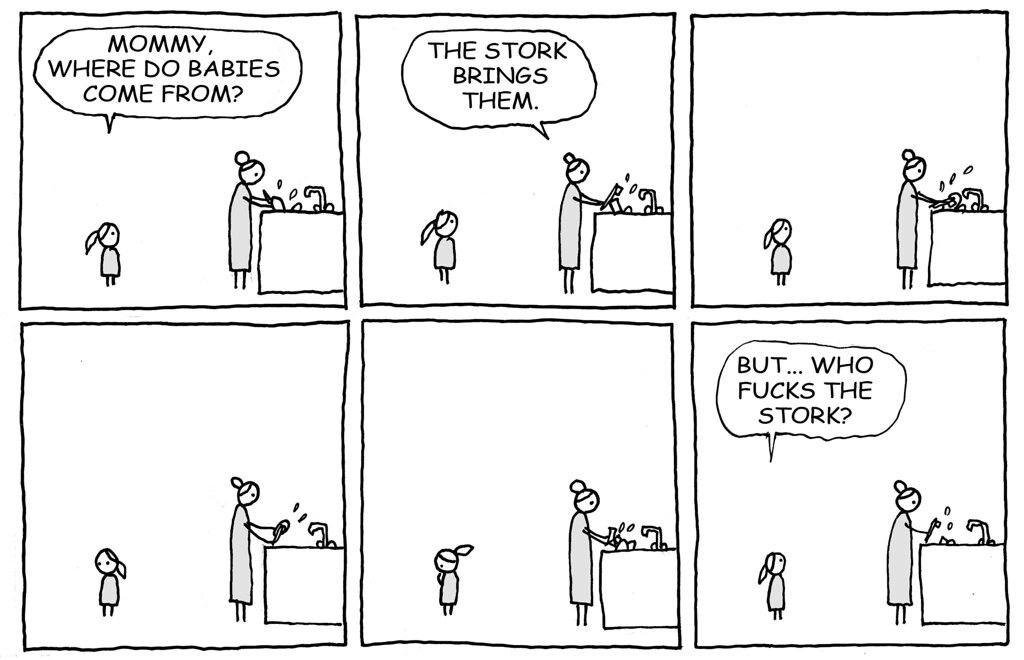 MOMMY,
WHERE DO BABIES
COME FROM?
THE STORK
BRINGS
THEM.
BUT... WHO
FUCKS THE
STORK?